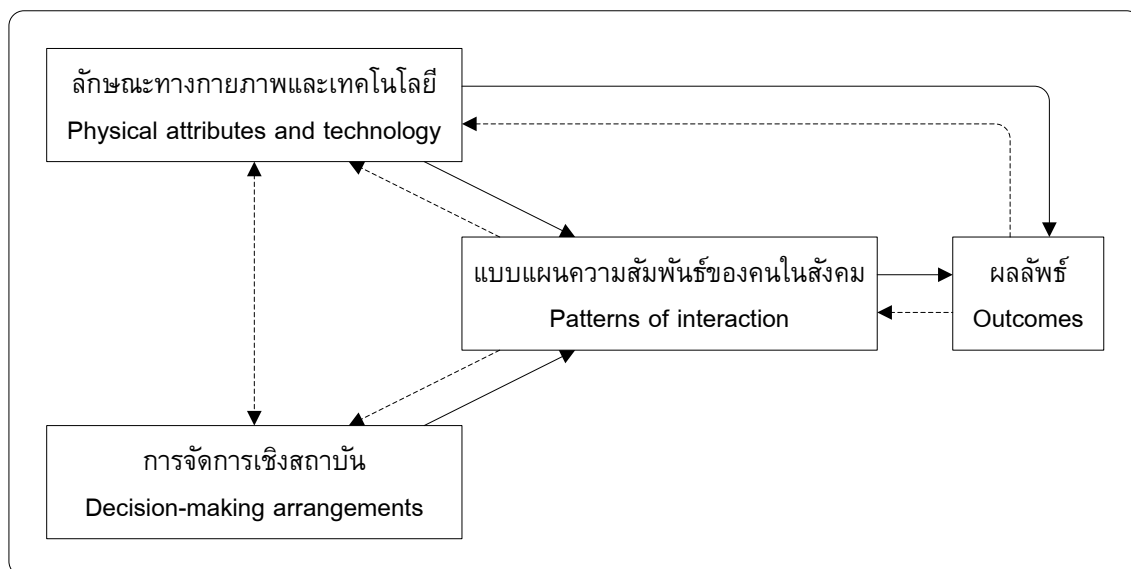 ลักษณะทางกายภาพและเทคโนโลยี
Physical attributes and technology
แบบแผนความสัมพันธ์ของคนในสังคม
Patterns of interaction
ผลลัพธ์
Outcomes
การจัดการเชิงสถาบัน
Decision-making arrangements